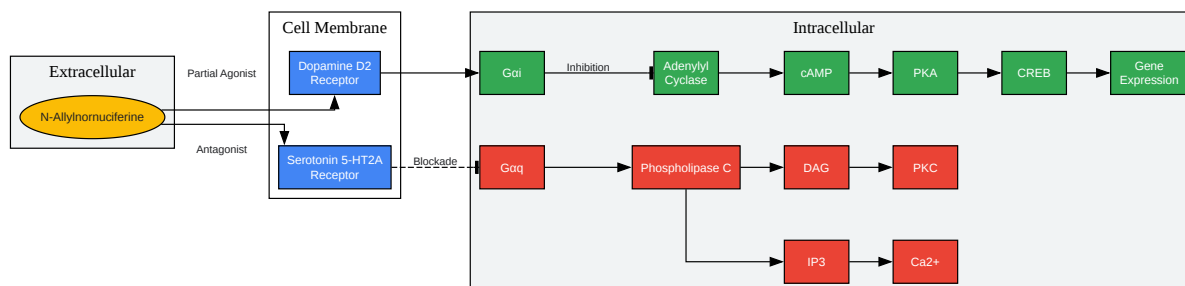 Extracellular
N-Allylnornuciferine
Partial Agonist
Antagonist
Cell Membrane
Dopamine D2
Receptor
Serotonin 5-HT2A
Receptor
Blockade
Intracellular
Gαi
Inhibition
Adenylyl
Cyclase
cAMP
PKA
CREB
Gene
Expression
Gαq
Phospholipase C
DAG
PKC
IP3
Ca2+